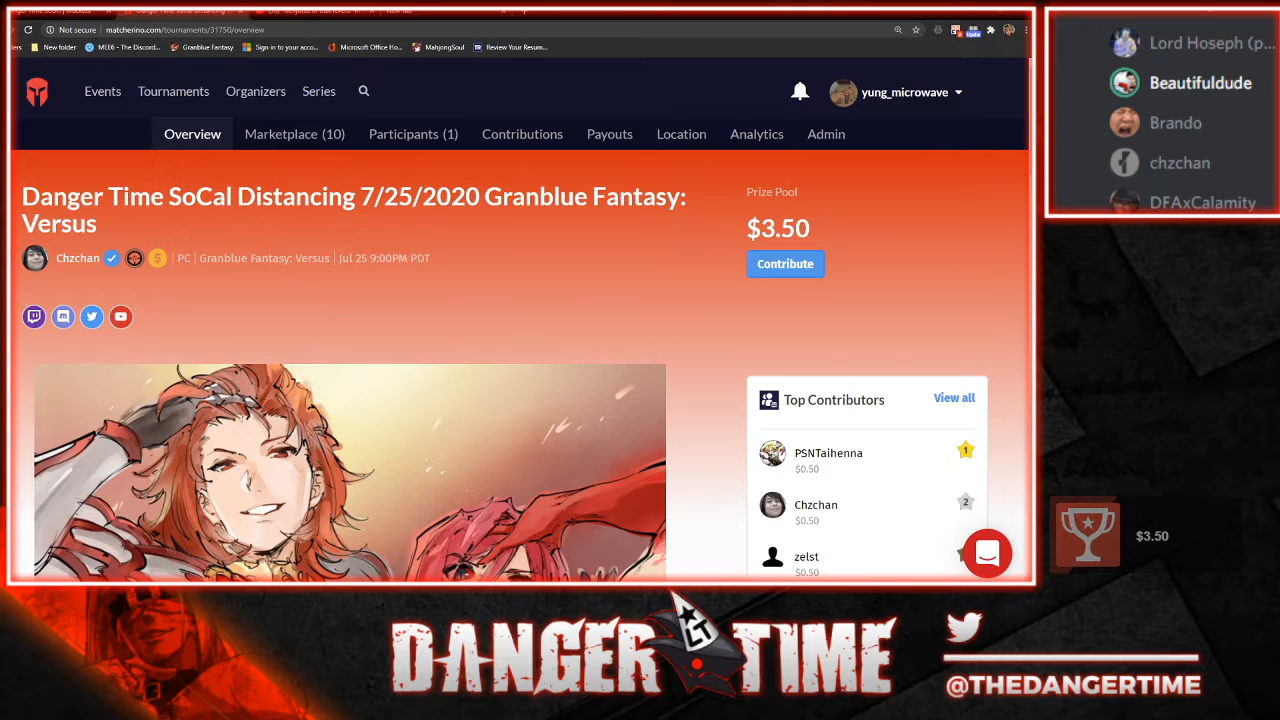 Not secure | matcherino.com/tournaments/31750/overview
New folder
MEE6 - The Discord...
Granblue Fantasy
Sign in to your acco...
Microsoft Office Ho...
MahjongSoul
Review Your Resum...
Events
Tournaments
Organizers
Series
yung_microwave
Overview
Marketplace (10)
Participants (1)
Contributions
Payouts
Location
Analytics
Admin
Danger Time SoCal Distancing 7/25/2020 Granblue Fantasy:
Versus
Chzchan
| PC | Granblue Fantasy: Versus | Jul 25 9:00PM PDT
Prize Pool
$3.50
Contribute
Top Contributors
View all
PSNTaihenna
$0.50
1
Chzchan
$0.50
2
zelst
$0.50
Lord Hoseph (p...
Beautifuldude
Brando
chzchan
DFAxCalamity
$3.50
DANGER TIME
LT
@THEDANGERTIME